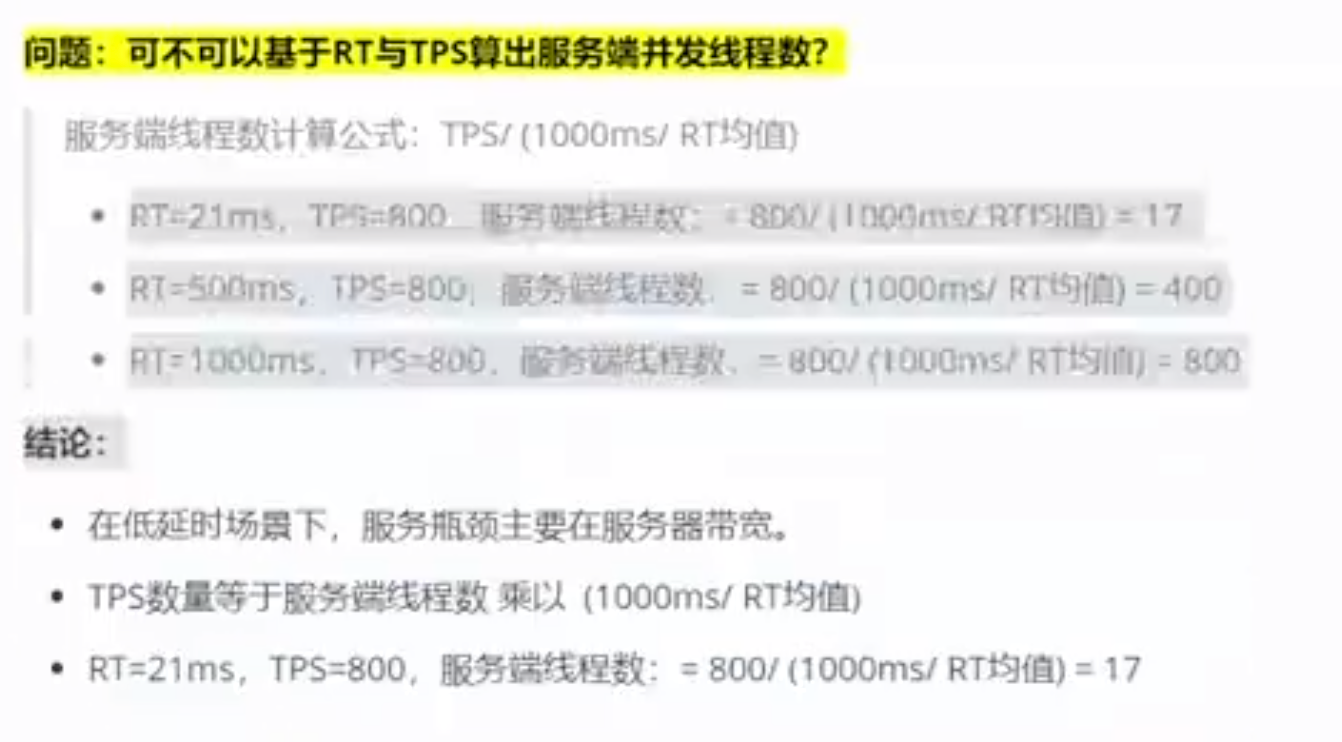 问题：可不可以基于RT与TPS算出服务端并发线程数？
服务端线程数计算公式：TPS/ (1000ms/ RT均值)
RT=21ms，TPS=800，服务端线程数：= 800/ (1000ms/ RT均值) = 17
RT=500ms，TPS=800，服务端线程数：= 800/ (1000ms/ RT均值) = 400
RT=1000ms，TPS=800，服务端线程数：= 800/ (1000ms/ RT均值) = 800
结论：
在低延时场景下，服务瓶颈主要在服务器带宽。
TPS数量等于服务端线程数 乘以 (1000ms/ RT均值)
RT=21ms，TPS=800，服务端线程数：= 800/ (1000ms/ RT均值) = 17